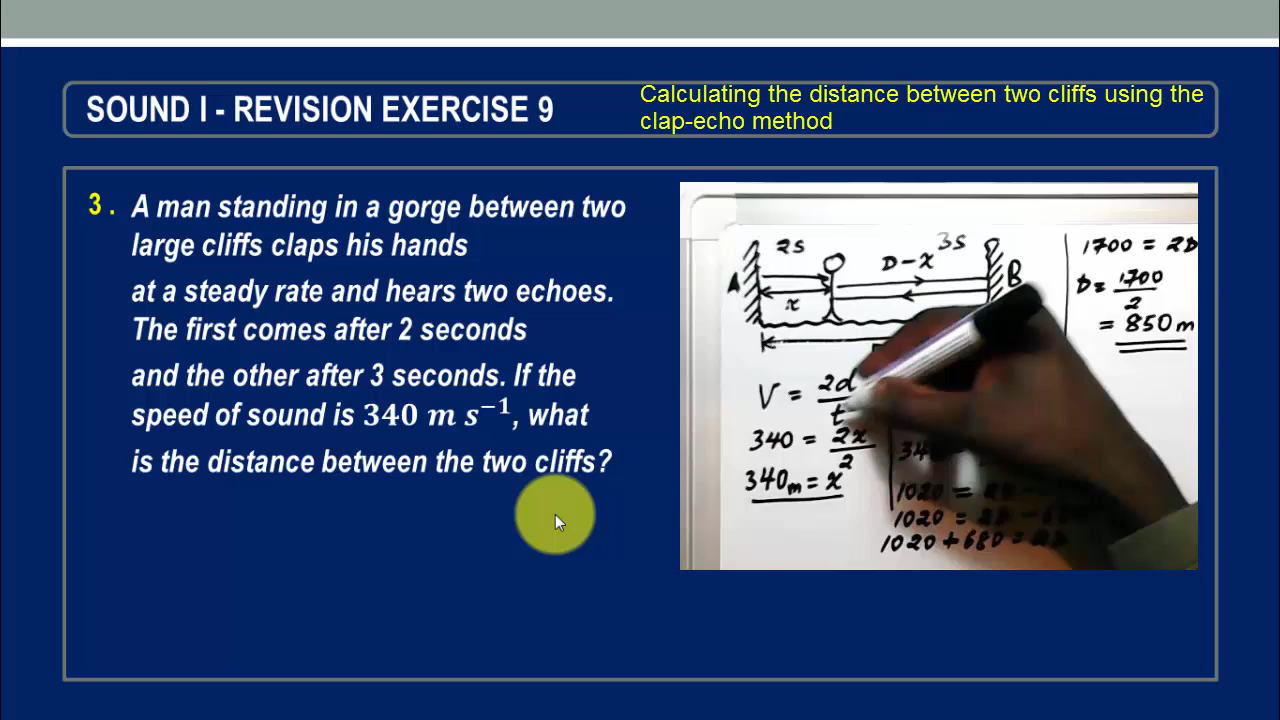 SOUND I - REVISION EXERCISE 9
Calculating the distance between two cliffs using the
clap-echo method
3 . A man standing in a gorge between two
large cliffs claps his hands
at a steady rate and hears two echoes.
The first comes after 2 seconds
and the other after 3 seconds. If the
speed of sound is 340 m s⁻¹, what
is the distance between the two cliffs?
2s
3s
D-x
A
B
x
V = 2d/t
340 = 2x/2
340m = x
1020 =
1020 =
1020 + 680 =
1700 = 2D
D = 1700/2
= 850m